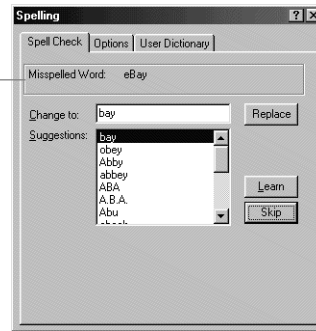 Spelling
Spell Check Options User Dictionary
Misspelled Word: eBay
Change to: bay Replace
Suggestions: bay
obey
Abby
abbey
ABA
A.B.A.
Abu
Learn
Skip